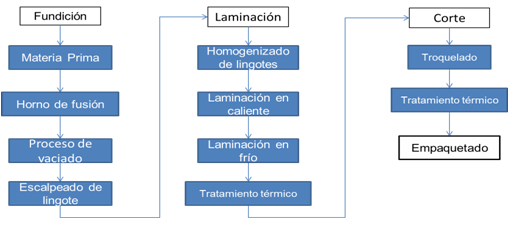 Fundición
Materia Prima
Horno de fusión
Proceso de
vaciado
Escalpeado de
lingote
Laminación
Homogenizado
de lingotes
Laminación en
caliente
Laminación en
frío
Tratamiento térmico
Corte
Troquelado
Tratamiento térmico
Empaquetado